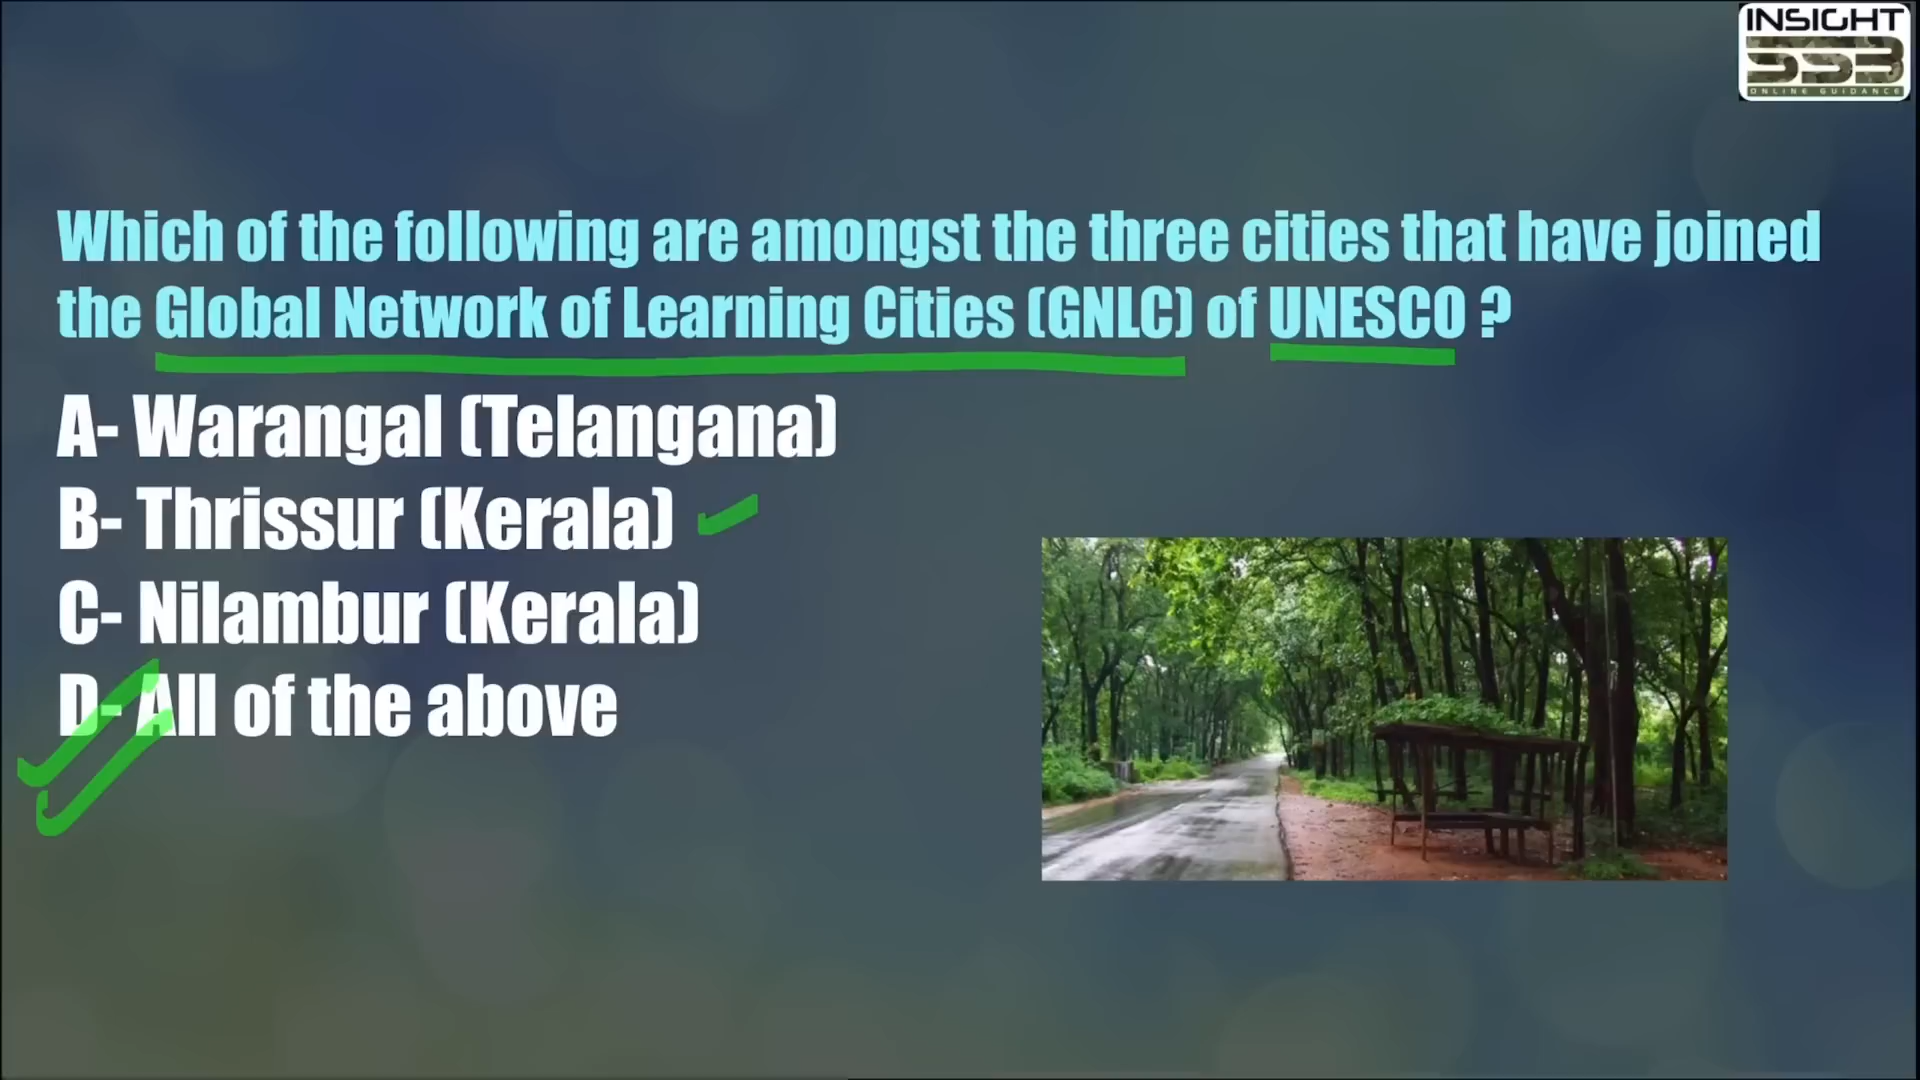 INSIGHT
SSB
ONLINE GUIDANCE
Which of the following are amongst the three cities that have joined
the Global Network of Learning Cities (GNLC) of UNESCO ?
A- Warangal (Telangana)
B- Thrissur (Kerala)
C- Nilambur (Kerala)
D- All of the above